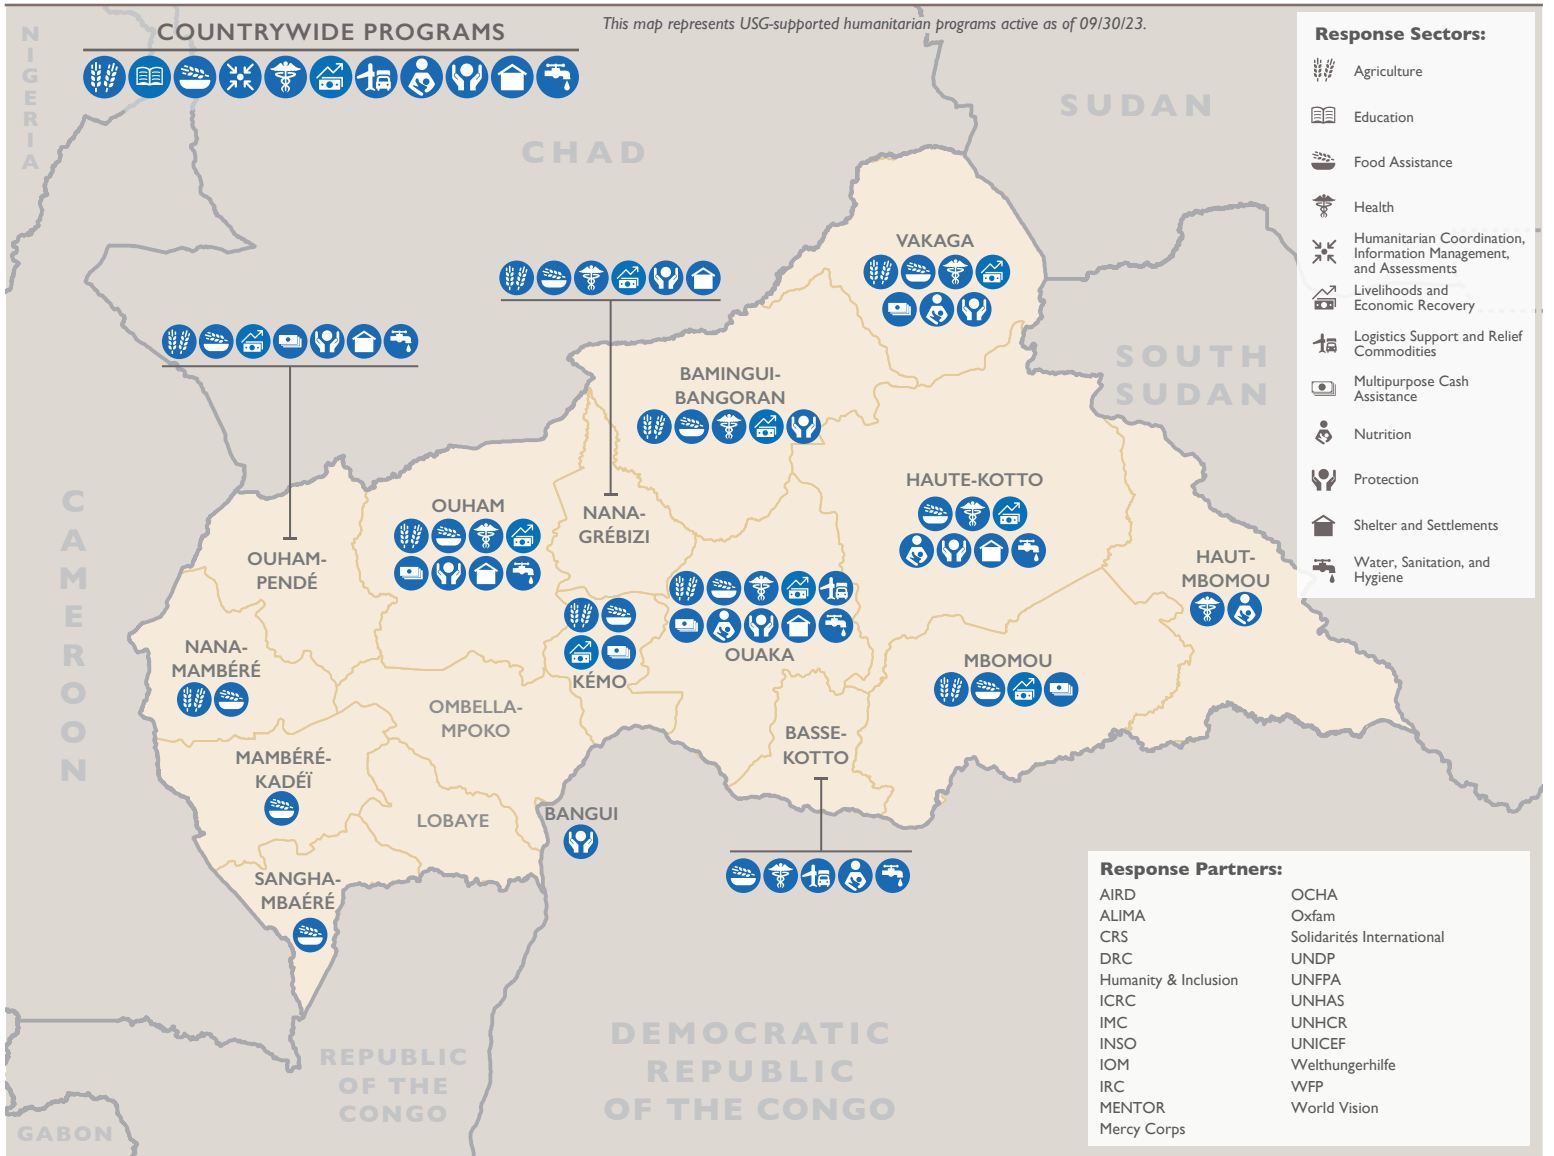 COUNTRYWIDE PROGRAMS
This map represents USG-supported humanitarian programs active as of 09/30/23.
NIGERIA
CHAD
SUDAN
SOUTH
SUDAN
CAMEROON
VAKAGA
BAMINGUI-
BANGORAN
HAUTE-KOTTO
OUHAM
NANA-
GRÉBIZI
OUHAM-
PENDÉ
HAUT-
MBOMOU
NANA-
MAMBÉRÉ
KÉMO
OUAKA
MBOMOU
OMBELLA-
MPOKO
BASSE-
KOTTO
MAMBÉRÉ-
KADÉÏ
LOBAYE
BANGUI
SANGHA-
MBAÉRÉ
DEMOCRATIC
REPUBLIC
OF THE CONGO
REPUBLIC
OF THE
CONGO
GABON
Response Sectors:
Agriculture
Education
Food Assistance
Health
Humanitarian Coordination,
Information Management,
and Assessments
Livelihoods and
Economic Recovery
Logistics Support and Relief
Commodities
Multipurpose Cash
Assistance
Nutrition
Protection
Shelter and Settlements
Water, Sanitation, and
Hygiene
Response Partners:
AIRD
ALIMA
CRS
DRC
Humanity & Inclusion
ICRC
IMC
INSO
IOM
IRC
MENTOR
Mercy Corps
OCHA
Oxfam
Solidarités International
UNDP
UNFPA
UNHAS
UNHCR
UNICEF
Welthungerhilfe
WFP
World Vision